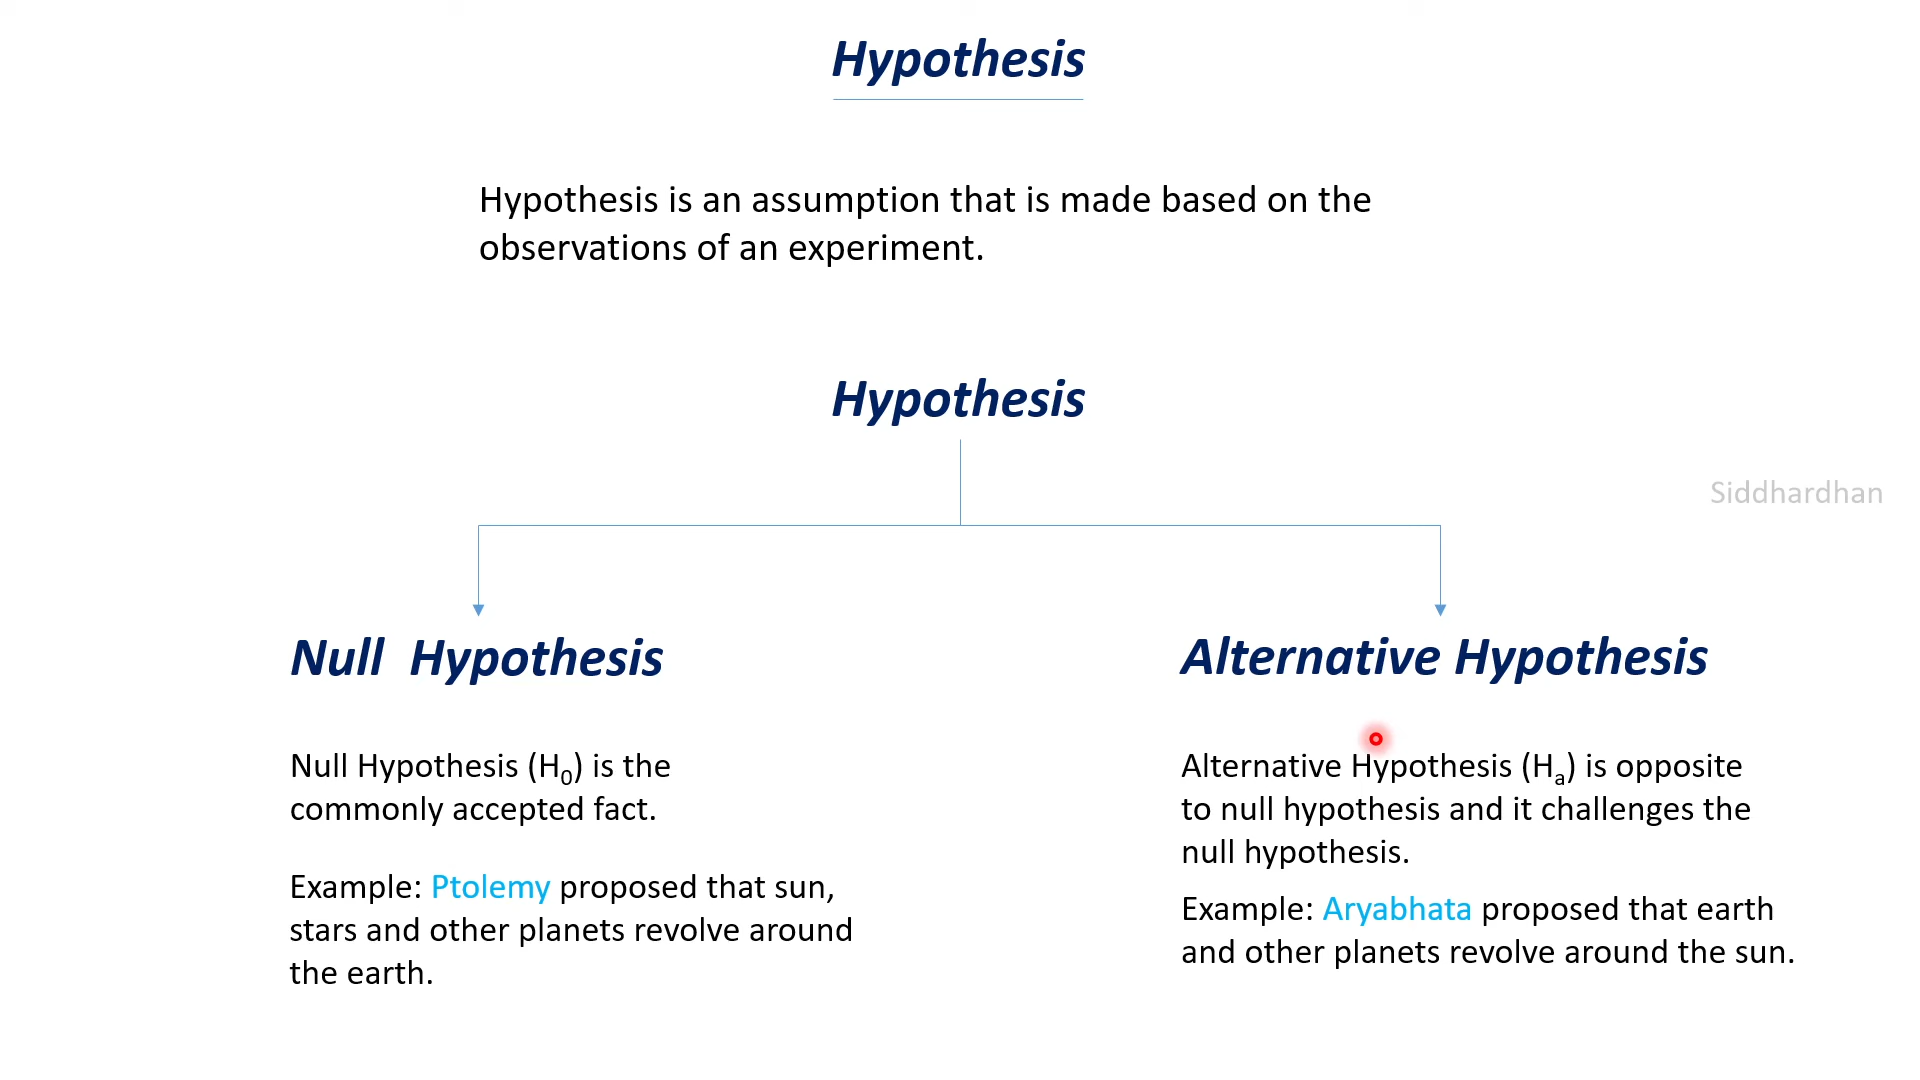 Hypothesis
Hypothesis is an assumption that is made based on the
observations of an experiment.
Hypothesis
Siddhardhan
Null Hypothesis
Null Hypothesis (H₀) is the
commonly accepted fact.
Example: Ptolemy proposed that sun,
stars and other planets revolve around
the earth.
Alternative Hypothesis
Alternative Hypothesis (Hₐ) is opposite
to null hypothesis and it challenges the
null hypothesis.
Example: Aryabhata proposed that earth
and other planets revolve around the sun.